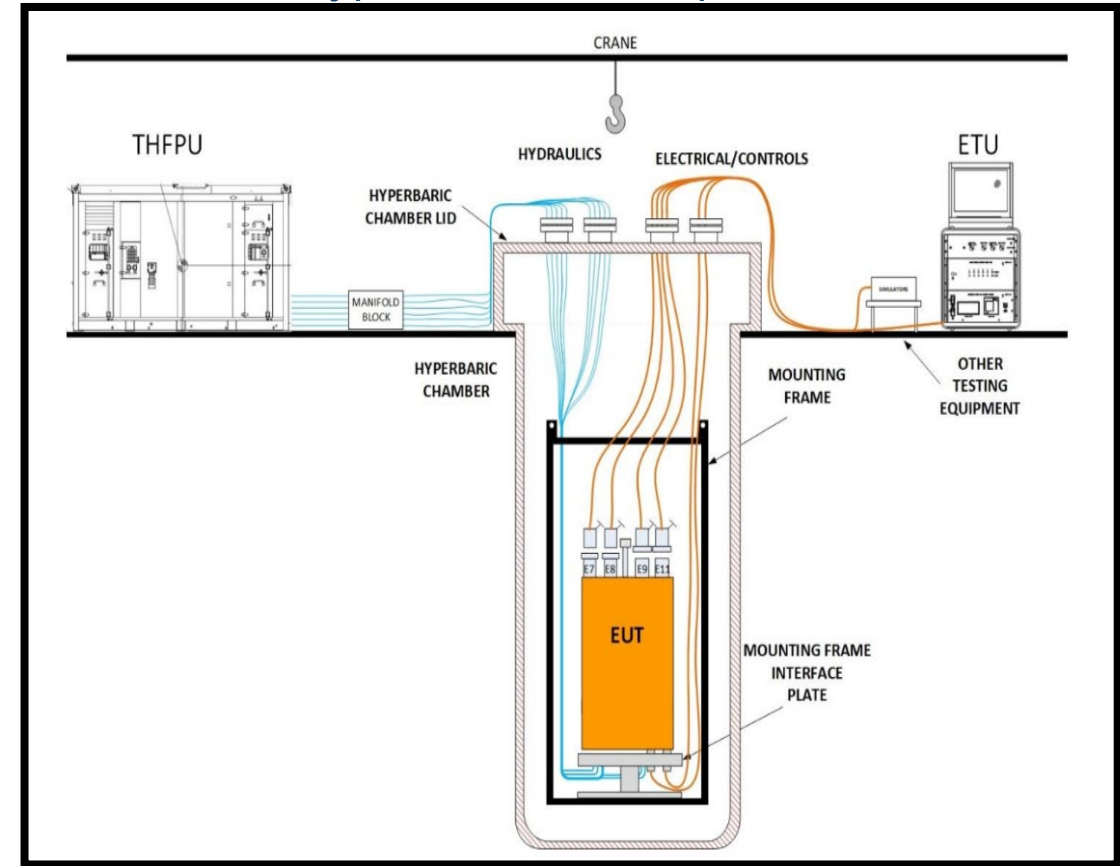 CRANE
THFPU
HYDRAULICS
ELECTRICAL/CONTROLS
ETU
HYPERBARIC
CHAMBER LID
MANIFOLD
BLOCK
SIMULATORS
HYPERBARIC
CHAMBER
MOUNTING
FRAME
OTHER
TESTING
EQUIPMENT
E7 E8 E9 E11
EUT
MOUNTING FRAME
INTERFACE
PLATE